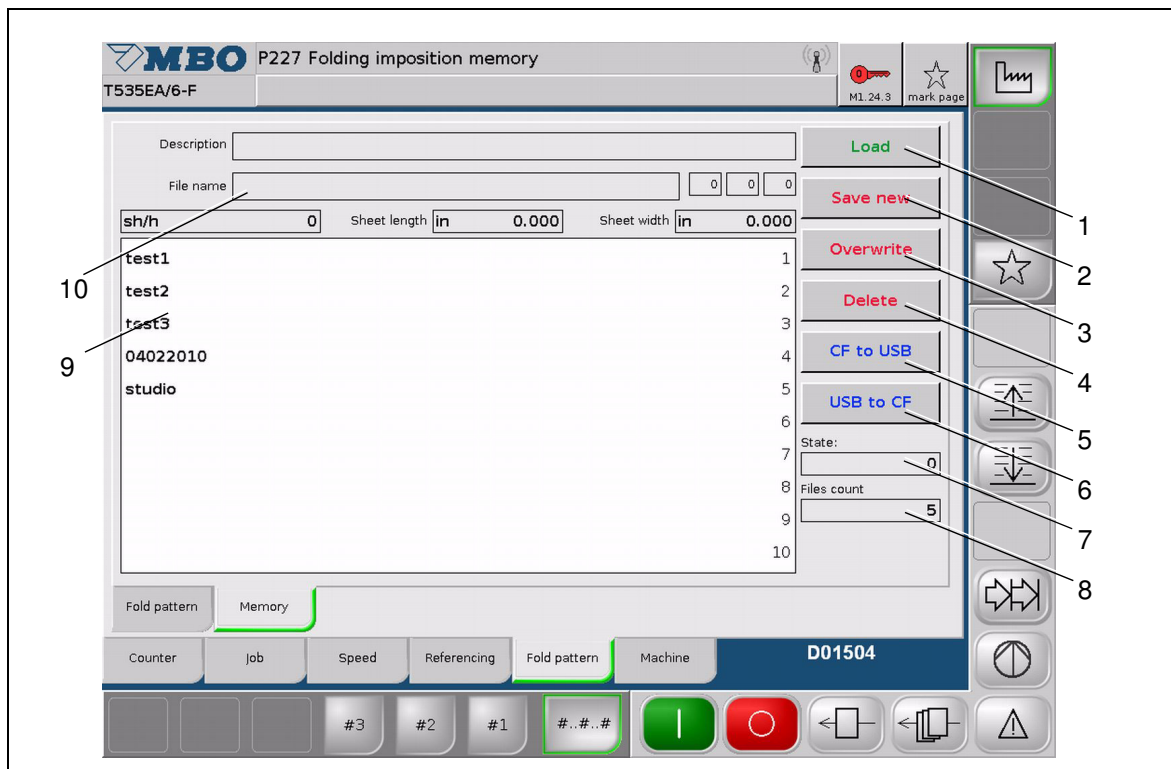 MBO P227 Folding imposition memory
T535EA/6-F
0
M1.24.3 mark page
Description
Load
File name 0 0 0
Save new
sh/h 0 Sheet length in 0.000 Sheet width in 0.000
test1 1
Overwrite
test2 2
Delete
test3 3
04022010 4
CF to USB
studio 5
USB to CF
6
State:
7
0
8
Files count
5
9
10
Fold pattern Memory
Counter Job Speed Referencing Fold pattern Machine D01504
#3 #2 #1 #..#..#
1
2
3
4
5
6
7
8
9
10